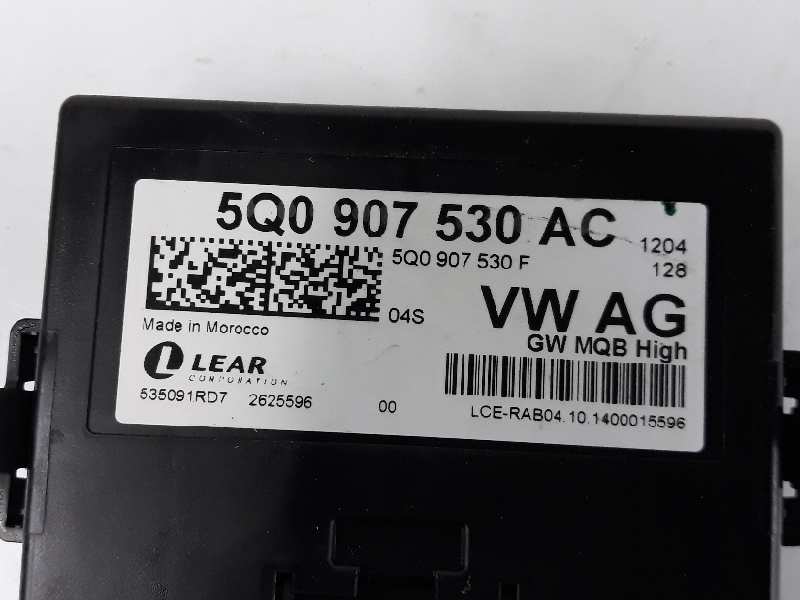 5Q0 907 530 AC
1204
5Q0 907 530 F
128
04S
VW AG
Made in Morocco
GW MQB High
LEAR
CORPORATION
535091RD7 2625596 00
LCE-RAB04.10.1400015596